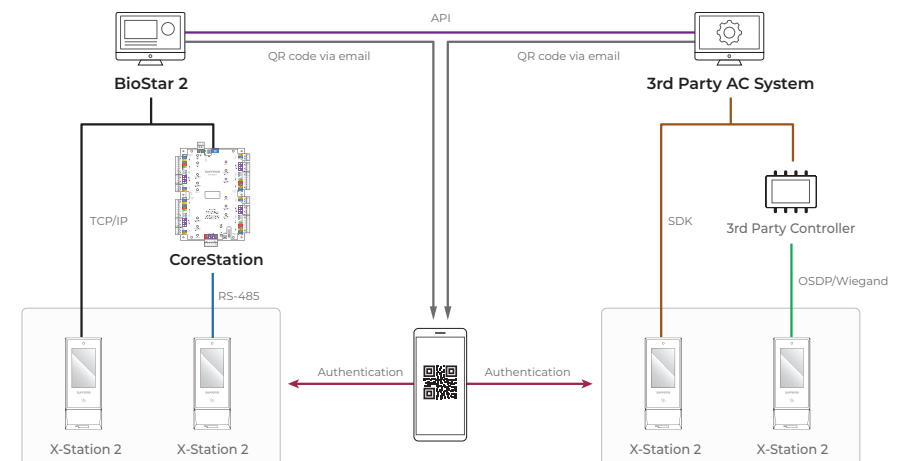 API
QR code via email
QR code via email
BioStar 2
3rd Party AC System
TCP/IP
SDK
3rd Party Controller
CoreStation
OSDP/Wiegand
RS-485
Authentication
Authentication
X-Station 2
X-Station 2
X-Station 2
X-Station 2